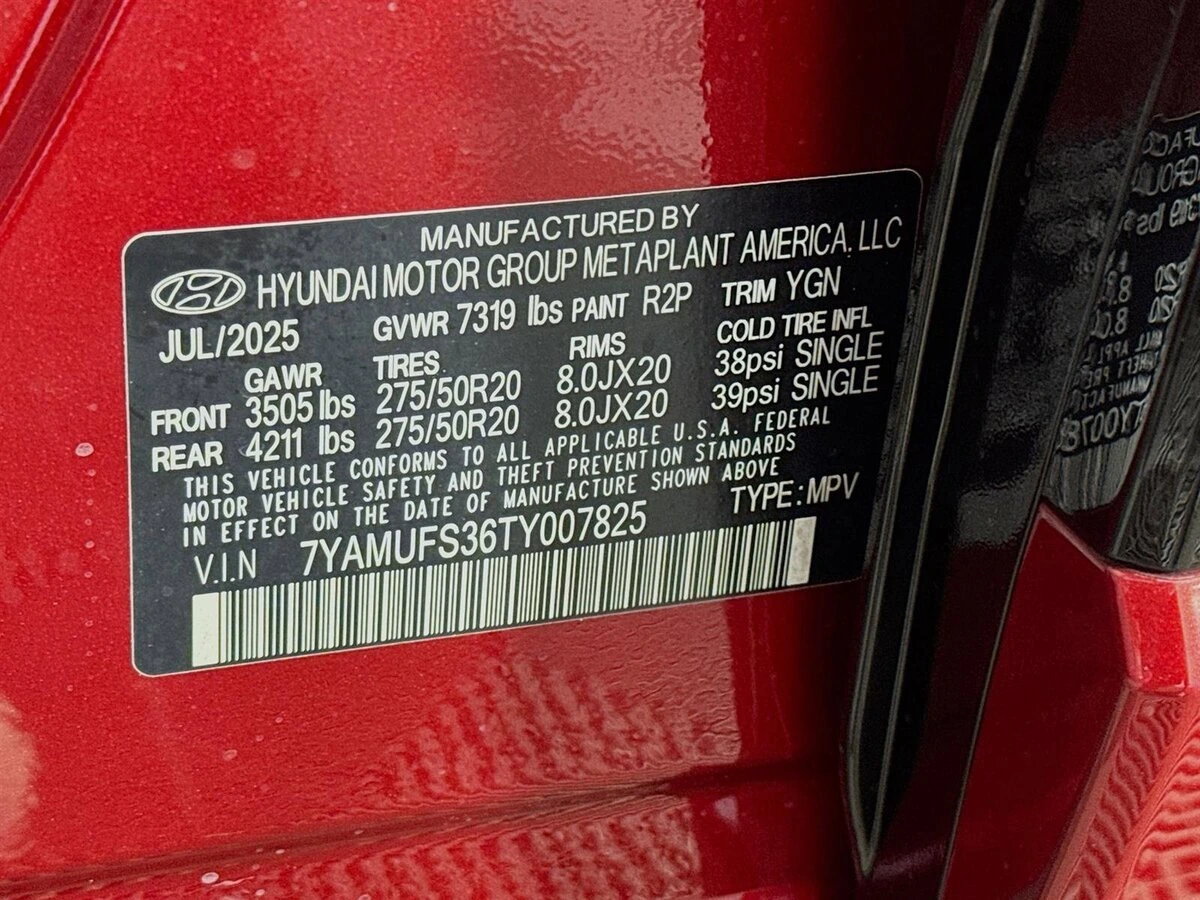 MANUFACTURED BY
HYUNDAI MOTOR GROUP METAPLANT AMERICA. LLC
JUL/2025 GVWR 7319 lbs PAINT R2P TRIM YGN
GAWR TIRES RIMS COLD TIRE INFL
FRONT 3505 lbs 275/50R20 8.0JX20 38psi SINGLE
REAR 4211 lbs 275/50R20 8.0JX20 39psi SINGLE
THIS VEHICLE CONFORMS TO ALL APPLICABLE U.S.A. FEDERAL
MOTOR VEHICLE SAFETY AND THEFT PREVENTION STANDARDS
IN EFFECT ON THE DATE OF MANUFACTURE SHOWN ABOVE
V.I.N 7YAMUFS36TY007825 TYPE: MPV